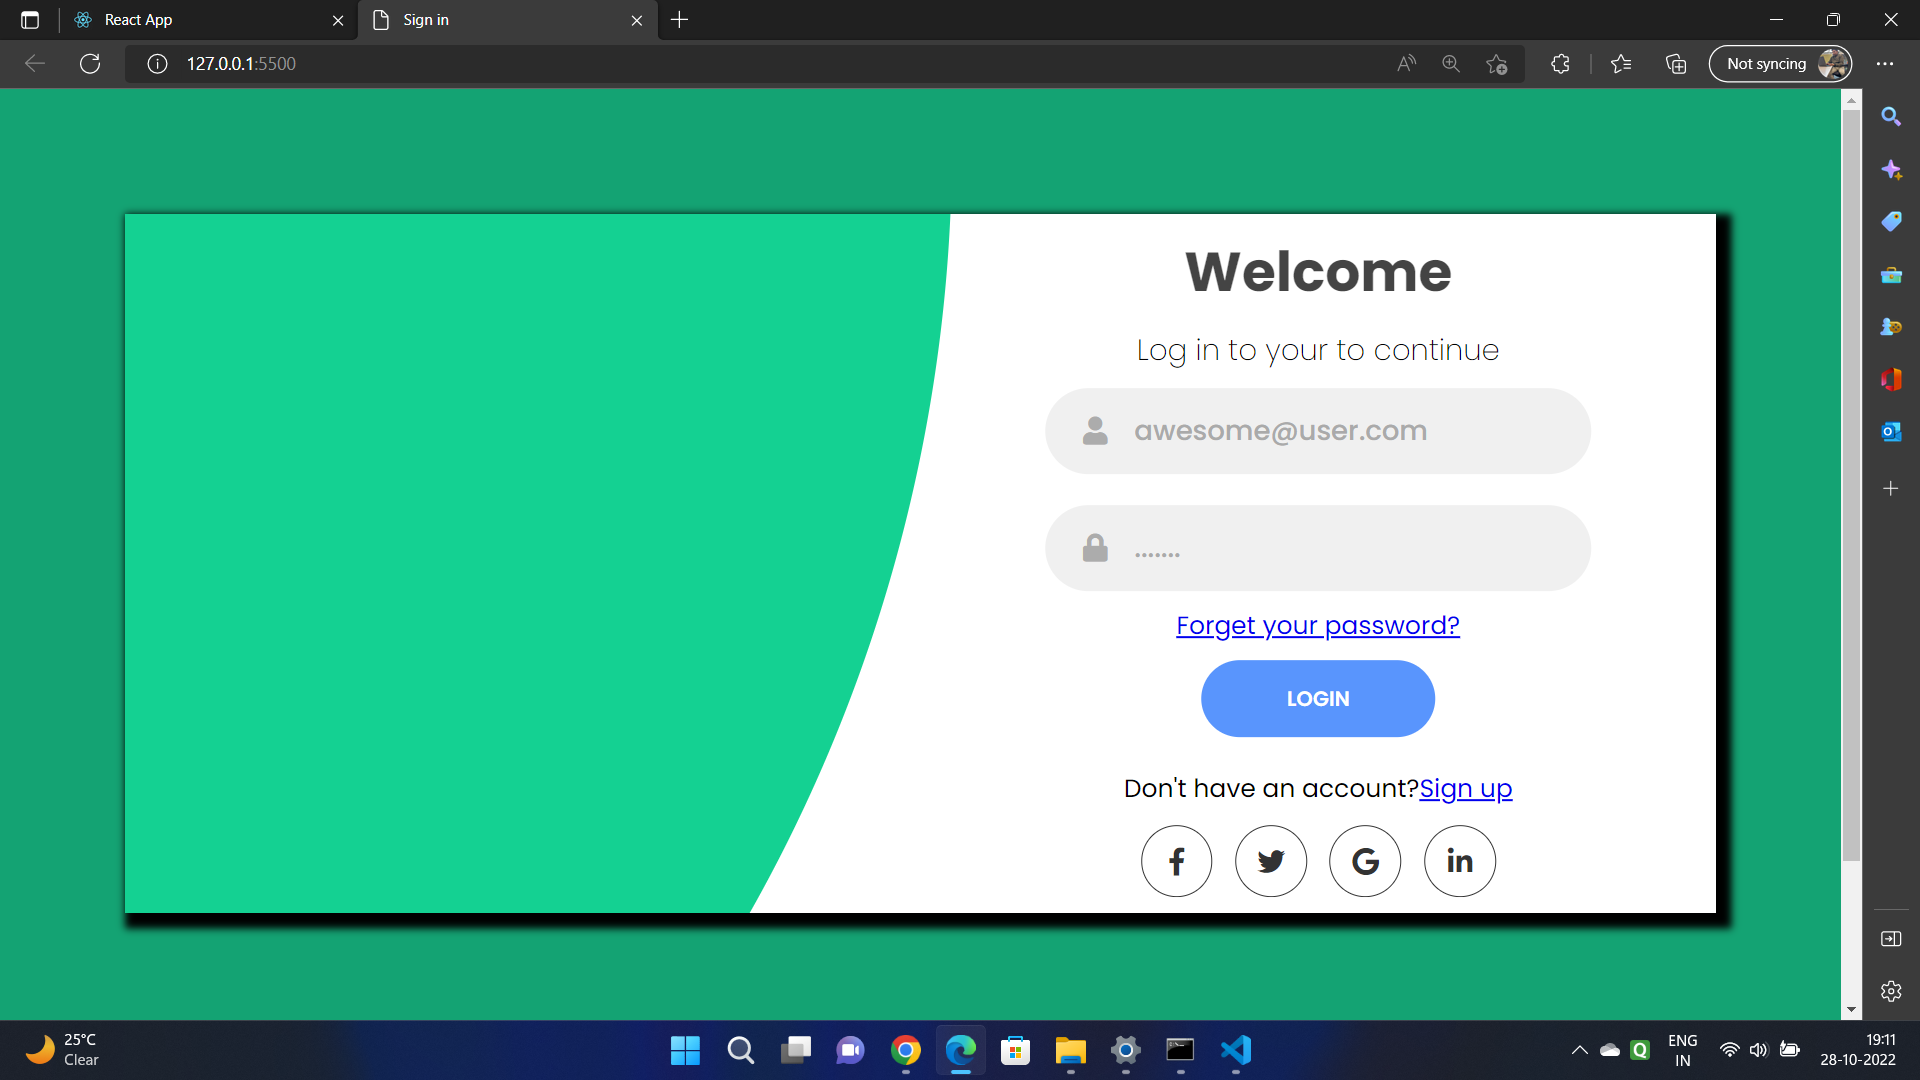 React App
Sign in
127.0.0.1:5500
Not syncing
Welcome
Log in to your to continue
awesome@user.com
.......
Forget your password?
LOGIN
Don't have an account?Sign up
25°C
Clear
ENG
IN
19:11
28-10-2022